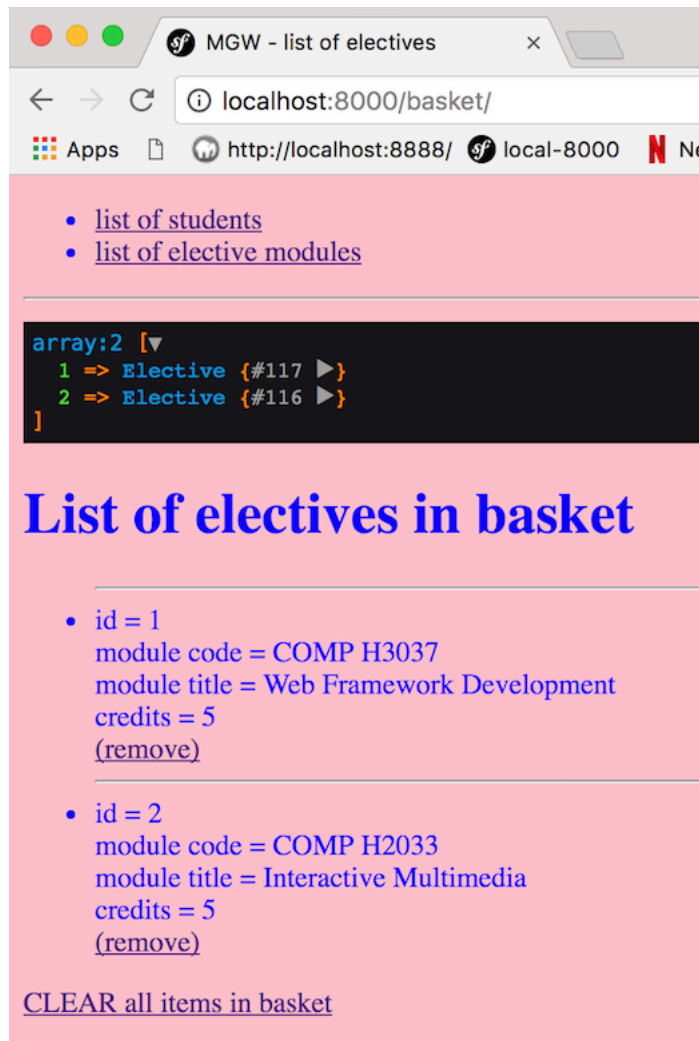 MGW - list of electives
localhost:8000/basket/
Apps http://localhost:8888/ local-8000
list of students
list of elective modules
array:2 [▼
1 => Elective {#117 ▶}
2 => Elective {#116 ▶}
]
List of electives in basket
id = 1
module code = COMP H3037
module title = Web Framework Development
credits = 5
(remove)
id = 2
module code = COMP H2033
module title = Interactive Multimedia
credits = 5
(remove)
CLEAR all items in basket